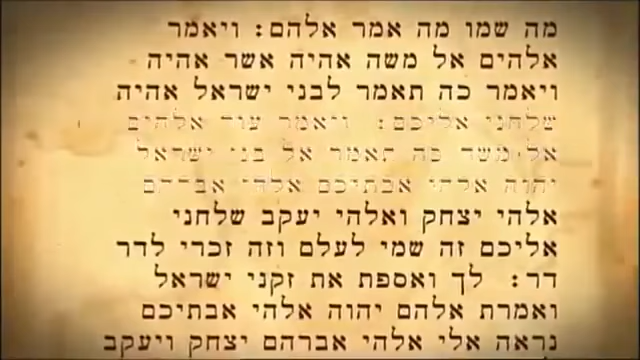 מה שמו מה אמר אלהם: ויאמר
אלהים אל משה אהיה אשר אהיה
ויאמר כה תאמר לבני ישראל אהיה
שלחני אליכם: ויאמר עוד אלהים
אל משה כה תאמר אל בני ישראל
יהוה אלהי אבתיכם אלהי אברהם
אלהי יצחק ואלהי יעקב שלחני
אליכם זה שמי לעלם וזה זכרי לדר
דר: לך ואספת את זקני ישראל
ואמרת אלהם יהוה אלהי אבתיכם
נראה אלי אלהי אברהם יצחק ויעקב